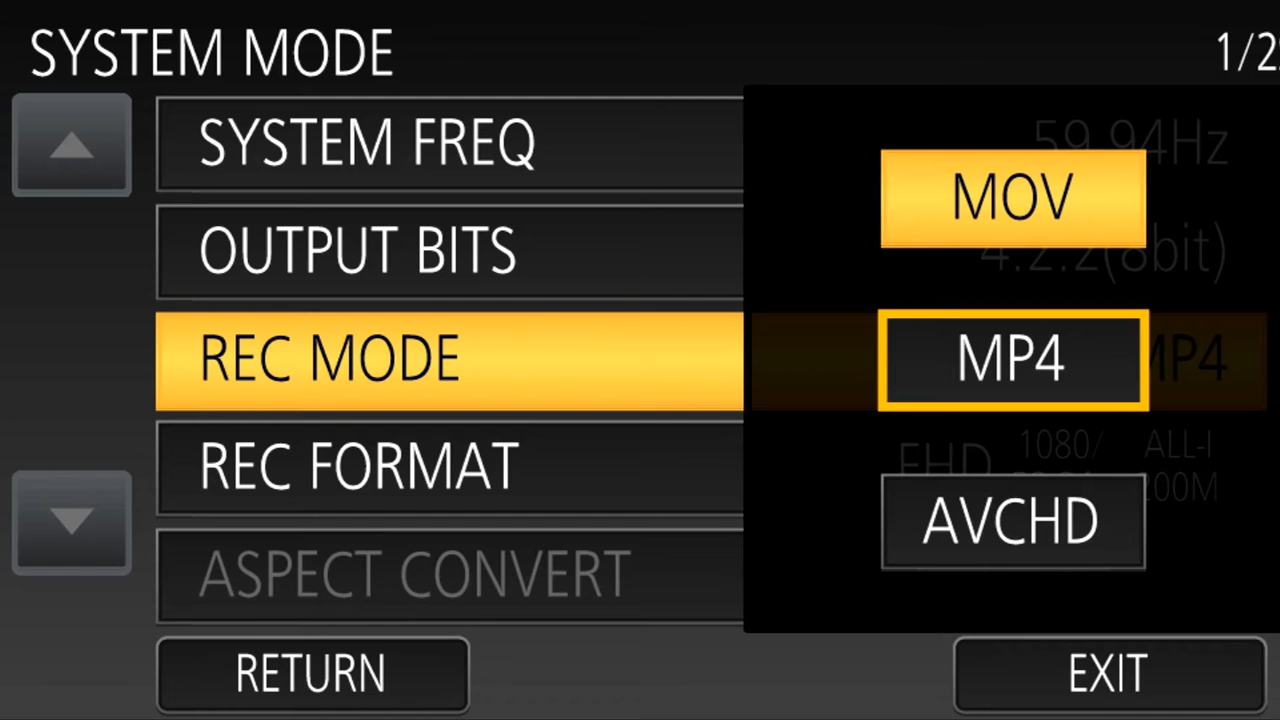 SYSTEM MODE
1/2
SYSTEM FREQ
59.94Hz
OUTPUT BITS
4:2:2(8bit)
REC MODE
MP4
REC FORMAT
FHD 1080/ ALL-I
200M
ASPECT CONVERT
MOV
MP4
AVCHD
RETURN
EXIT